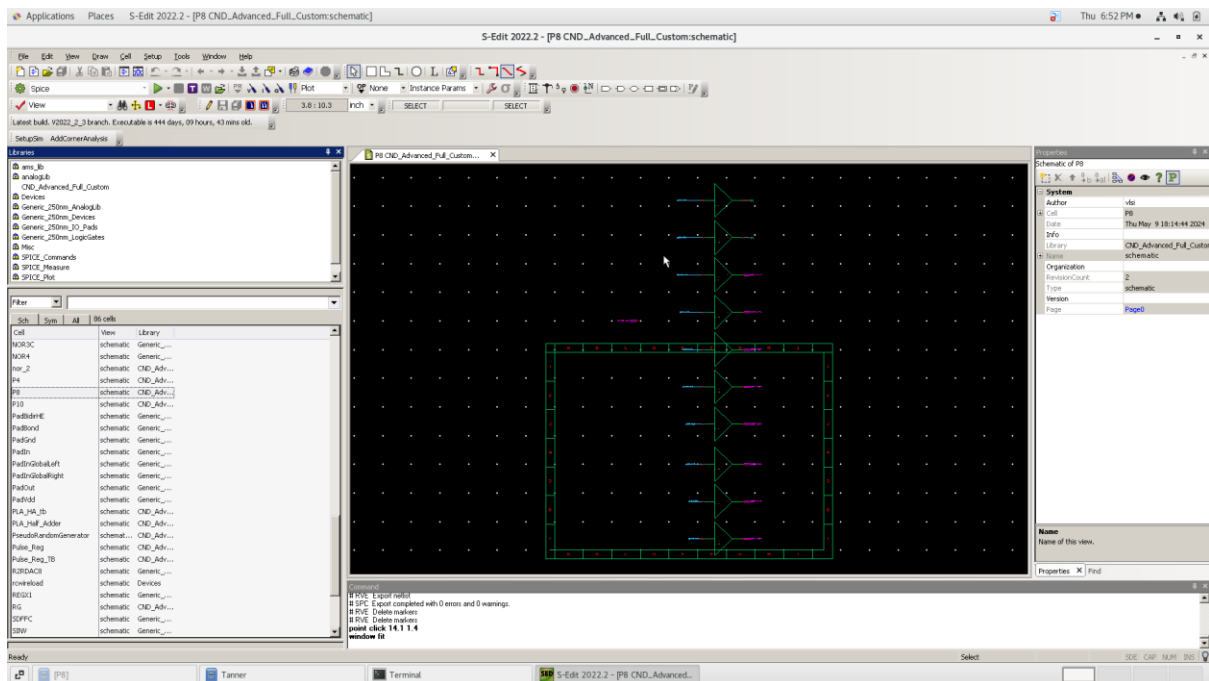 Applications Places S-Edit 2022.2 - [P8 CND_Advanced_Full_Custom:schematic] Thu 6:52 PM
S-Edit 2022.2 - [P8 CND_Advanced_Full_Custom:schematic]
File Edit View Draw Cell Setup Tools Window Help
Spice Plot None Instance Params
View 3.8 : 10.3 inch SELECT SELECT
Latest build. V2022_2_3 branch. Executable is 444 days, 09 hours, 43 mins old.
SetupSim AddCornerAnalysis
Libraries
ams_lib
analogLib
CND_Advanced_Full_Custom
Devices
Generic_250nm_AnalogLib
Generic_250nm_Devices
Generic_250nm_IO_Pads
Generic_250nm_LogicGates
Misc
SPICE_Commands
SPICE_Measure
SPICE_Plot
Filter
Sch Sym All 86 cells
Cell View Library
NOR3C schematic Generic_...
NOR4 schematic Generic_...
nor_2 schematic CND_Adv...
P4 schematic CND_Adv...
P8 schematic CND_Adv...
P10 schematic CND_Adv...
PadBidirHE schematic Generic_...
PadBond schematic Generic_...
PadGnd schematic Generic_...
PadIn schematic Generic_...
PadInGlobalLeft schematic Generic_...
PadInGlobalRight schematic Generic_...
PadOut schematic Generic_...
PadVdd schematic Generic_...
PLA_HA_tb schematic CND_Adv...
PLA_Half_Adder schematic CND_Adv...
PseudoRandomGenerator schemat... CND_Adv...
Pulse_Reg schematic CND_Adv...
Pulse_Reg_TB schematic CND_Adv...
R2RDAC8 schematic Generic_...
rcwireload schematic Devices
REGX1 schematic Generic_...
RG schematic CND_Adv...
SDFFC schematic Generic_...
SINV schematic Generic_...
P8 CND_Advanced_Full_Custom... X
Command
# RVE Export netlist
# SPC Export completed with 0 errors and 0 warnings.
# RVE Delete markers
# RVE Delete markers
point click 14.1 1.4
window fit
Properties
Schematic of P8
System
Author vlsi
Cell P8
Date Thu May 9 18:14:44 2024
Info
Library CND_Advanced_Full_Custor
Name schematic
Organization
RevisionCount 2
Type schematic
Version
Page Page0
Name
Name of this view.
Properties X Find
Ready Select SDE CAP NUM INS
[P8] Tanner Terminal S-Edit 2022.2 - [P8 CND_Advanced...